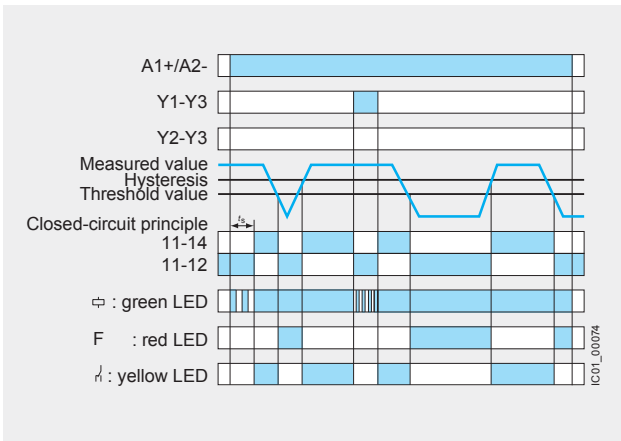 A1+/A2-
Y1-Y3
Y2-Y3
Measured value
Hysteresis
Threshold value
Closed-circuit principle
ts
11-14
11-12
: green LED
F : red LED
: yellow LED
IC01_00074